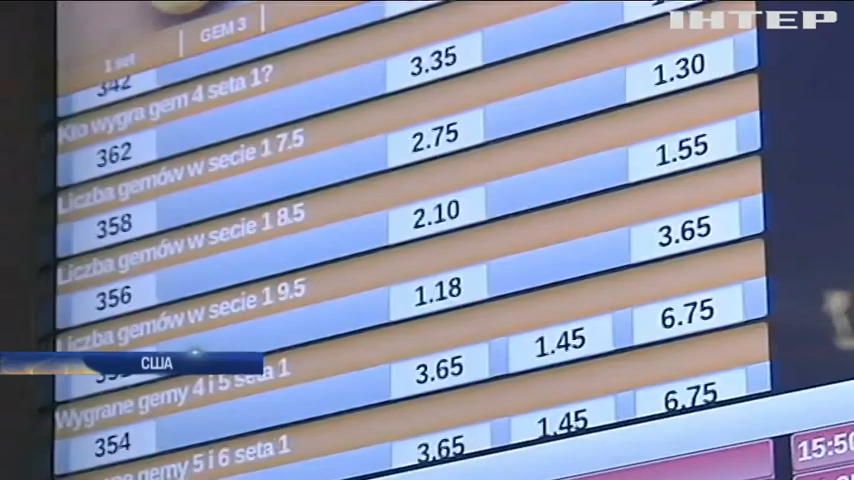 ІНТЕР
1 set GEM 3
342
3.35
1.30
Kto wygra gem 4 seta 1?
362
2.75
1.55
Liczba gemów w secie 1 7.5
358
2.10
3.65
Liczba gemów w secie 1 8.5
356
1.18
Liczba gemów w secie 1 9.5
3.65 1.45 6.75
США
Wygrane gemy 4 i 5 seta 1
354
3.65 1.45 6.75
gemy 5 i 6 seta 1